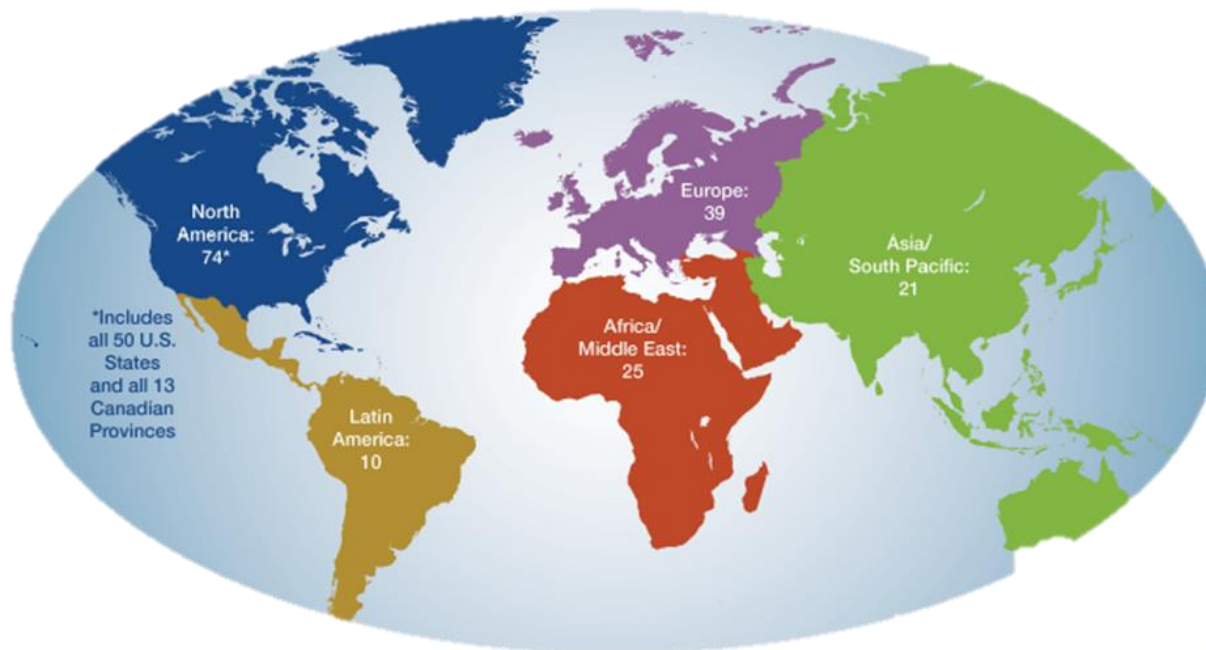 North
America:
74*
*Includes
all 50 U.S.
States
and all 13
Canadian
Provinces
Latin
America:
10
Europe:
39
Africa/
Middle East:
25
Asia/
South Pacific:
21